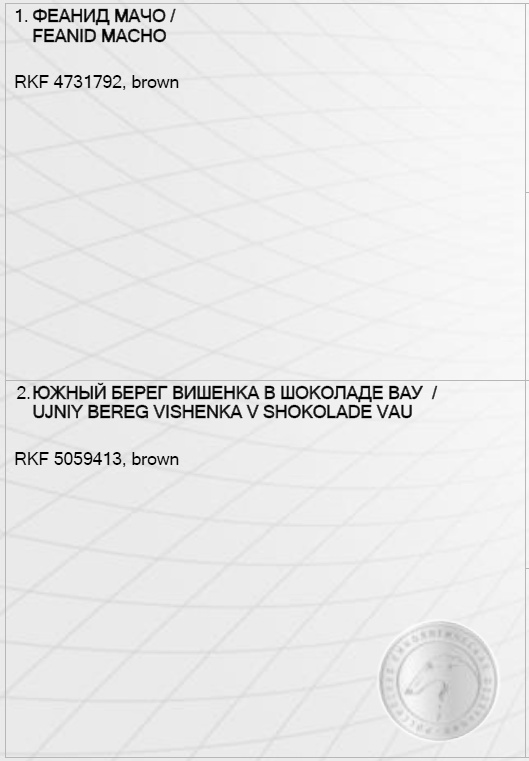 1. ФЕАНИД МАЧО /
FEANID MACHO
RKF 4731792, brown
2. ЮЖНЫЙ БЕРЕГ ВИШЕНКА В ШОКОЛАДЕ ВАУ /
UJNIY BEREG VISHENKA V SHOKOLADE VAU
RKF 5059413, brown